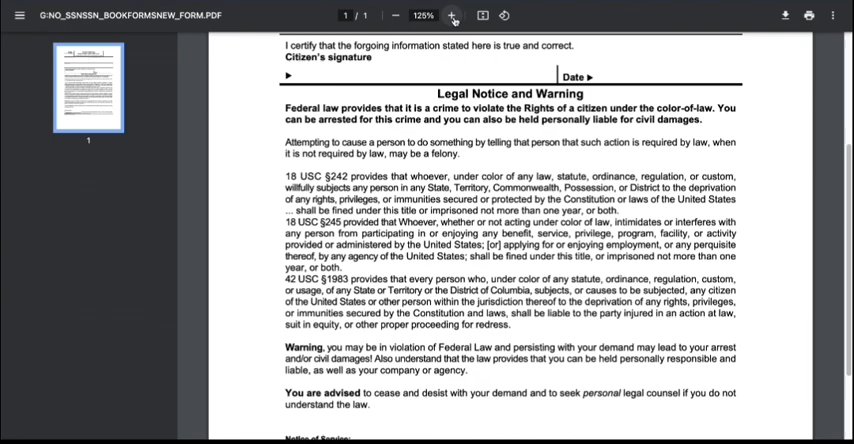 G:NO_SSNSSN_BOOKFORMSNEW_FORM.PDF
1 / 1
125%
1
I certify that the forgoing information stated here is true and correct.
Citizen's signature
Date
Legal Notice and Warning
Federal law provides that it is a crime to violate the Rights of a citizen under the color-of-law. You
can be arrested for this crime and you can also be held personally liable for civil damages.
Attempting to cause a person to do something by telling that person that such action is required by law, when
it is not required by law, may be a felony.
18 USC §242 provides that whoever, under color of any law, statute, ordinance, regulation, or custom,
willfully subjects any person in any State, Territory, Commonwealth, Possession, or District to the deprivation
of any rights, privileges, or immunities secured or protected by the Constitution or laws of the United States
... shall be fined under this title or imprisoned not more than one year, or both.
18 USC §245 provided that Whoever, whether or not acting under color of law, intimidates or interferes with
any person from participating in or enjoying any benefit, service, privilege, program, facility, or activity
provided or administered by the United States; [or] applying for or enjoying employment, or any perquisite
thereof, by any agency of the United States; shall be fined under this title, or imprisoned not more than one
year, or both.
42 USC §1983 provides that every person who, under color of any statute, ordinance, regulation, custom,
or usage, of any State or Territory or the District of Columbia, subjects, or causes to be subjected, any citizen
of the United States or other person within the jurisdiction thereof to the deprivation of any rights, privileges,
or immunities secured by the Constitution and laws, shall be liable to the party injured in an action at law,
suit in equity, or other proper proceeding for redress.
Warning, you may be in violation of Federal Law and persisting with your demand may lead to your arrest
and/or civil damages! Also understand that the law provides that you can be held personally responsible and
liable, as well as your company or agency.
You are advised to cease and desist with your demand and to seek personal legal counsel if you do not
understand the law.
Notice of Service: